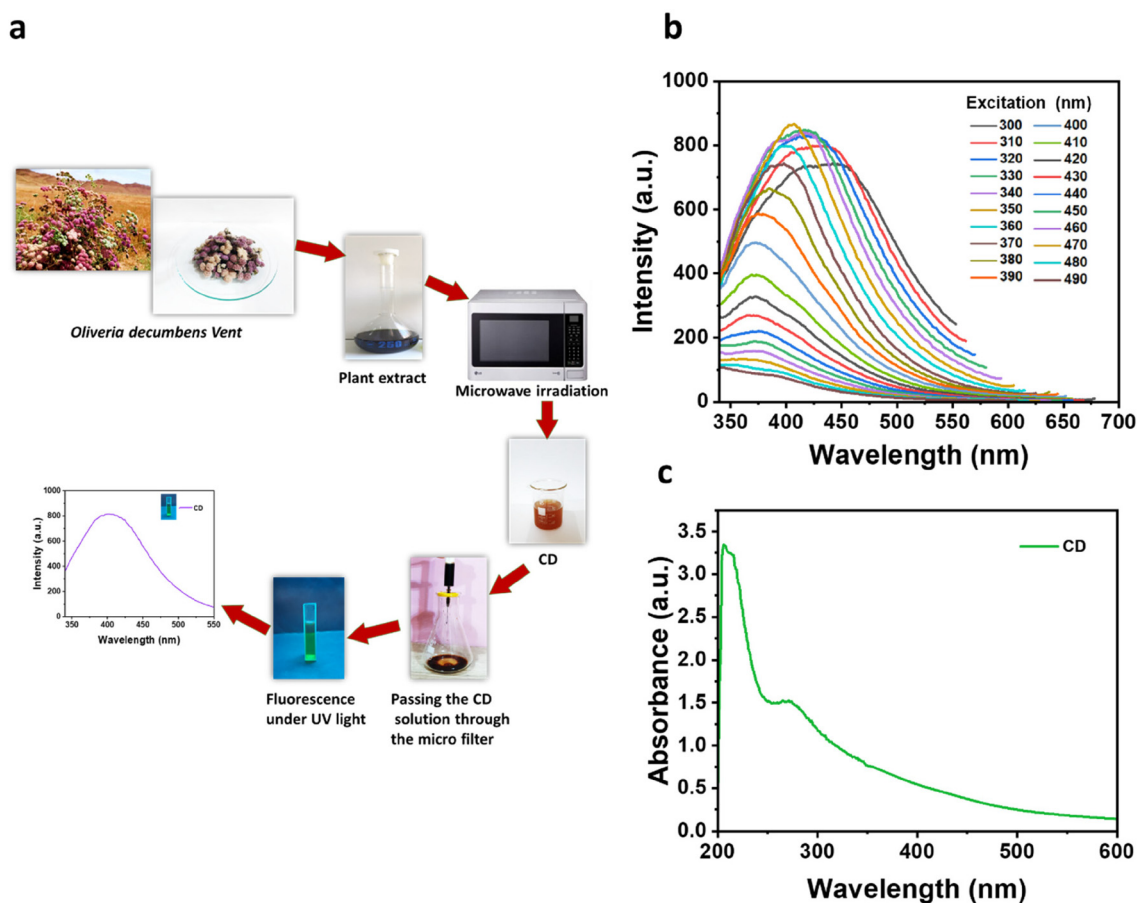 a
Oliveria decumbens Vent
Plant extract
Microwave irradiation
CD
Passing the CD
solution through
the micro filter
Fluorescence
under UV light
CD
Intensity (a.u.)
1000
800
600
400
200
0
350 400 450 500 550
Wavelength (nm)
b
Intensity (a.u.)
1000
900
800
700
600
400
300
200
100
0
Excitation (nm)
300 400
310 410
320 420
330 430
340 440
350 450
360 460
370 470
380 480
390 490
350 400 450 500 550 600 650 700
Wavelength (nm)
c
Absorbance (a.u.)
3.5
3.0
2.5
2.0
1.5
1.0
0.5
0.0
CD
200 300 400 500 600
Wavelength (nm)